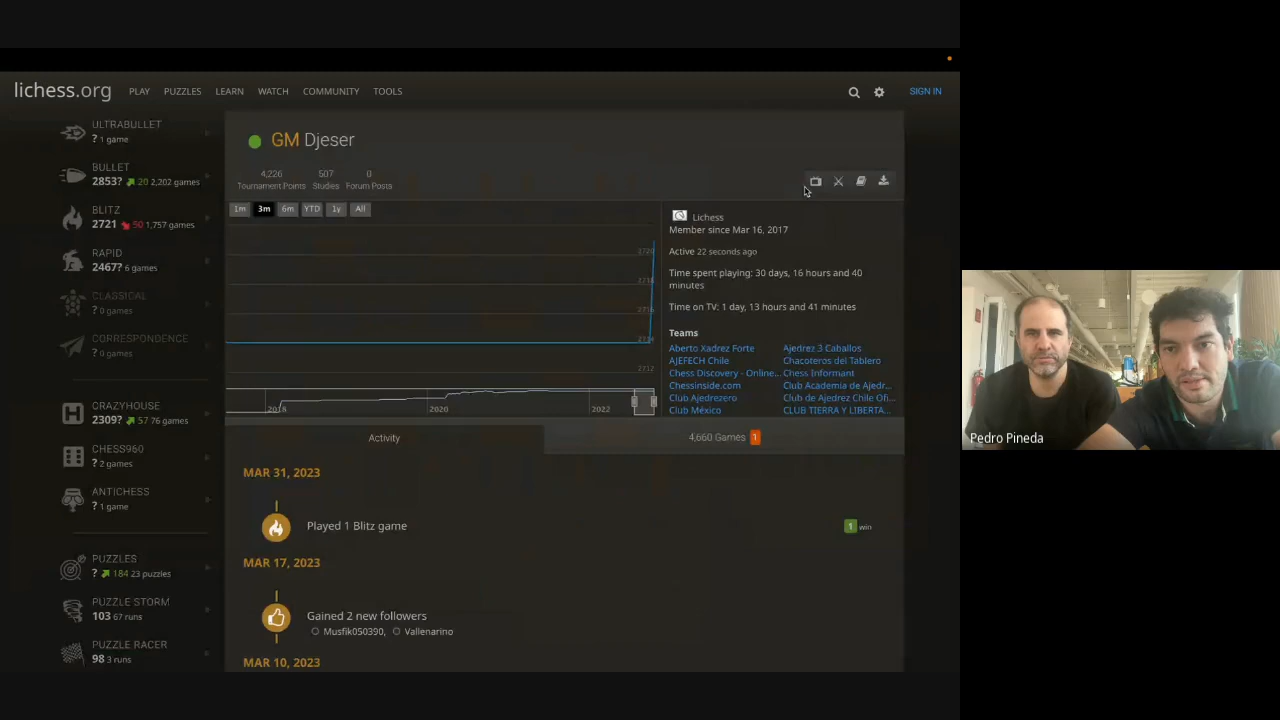 lichess.org PLAY PUZZLES LEARN WATCH COMMUNITY TOOLS SIGN IN
ULTRABULLET
? 1 game
BULLET
2853? 20 2,202 games
BLITZ
2721 50 1,757 games
RAPID
2467? 6 games
CLASSICAL
? 0 games
CORRESPONDENCE
? 0 games
CRAZYHOUSE
2309? 57 76 games
CHESS960
? 2 games
ANTICHESS
? 1 game
PUZZLES
? 184 23 puzzles
PUZZLE STORM
103 67 runs
PUZZLE RACER
98 3 runs
GM Djeser
4,226 507 0
Tournament Points Studies Forum Posts
1m 3m 6m YTD 1y All
2720
2714
2712
2018 2020 2022
Lichess
Member since Mar 16, 2017
Active 22 seconds ago
Time spent playing: 30 days, 16 hours and 40
minutes
Time on TV: 1 day, 13 hours and 41 minutes
Teams
Aberto Xadrez Forte Ajedrez 3 Caballos
AJEFECH Chile Chacoteros del Tablero
Chess Discovery - Online... Chess Informant
Chessinside.com Club Academia de Ajedr...
Club Ajedrezero Club de Ajedrez Chile Ofi...
Club México CLUB TIERRA Y LIBERTA...
Activity 4,660 Games 1
MAR 31, 2023
Played 1 Blitz game 1 win
MAR 17, 2023
Gained 2 new followers
Musfik050390, Vallenarino
MAR 10, 2023
Pedro Pineda